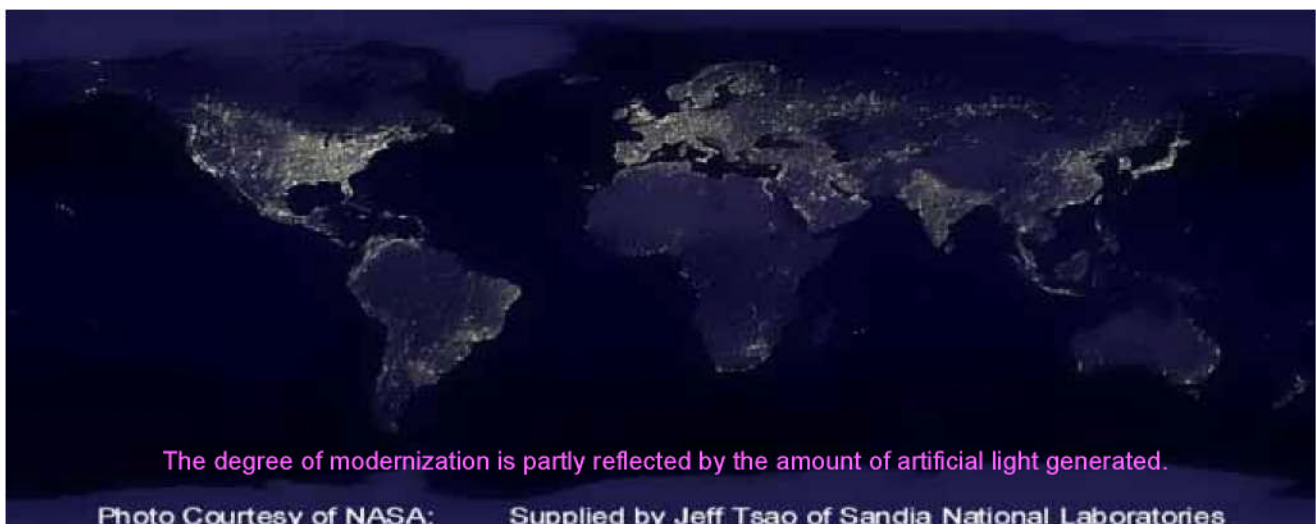 The degree of modernization is partly reflected by the amount of artificial light generated.
Photo Courtesy of NASA: Supplied by Jeff Tsao of Sandia National Laboratories